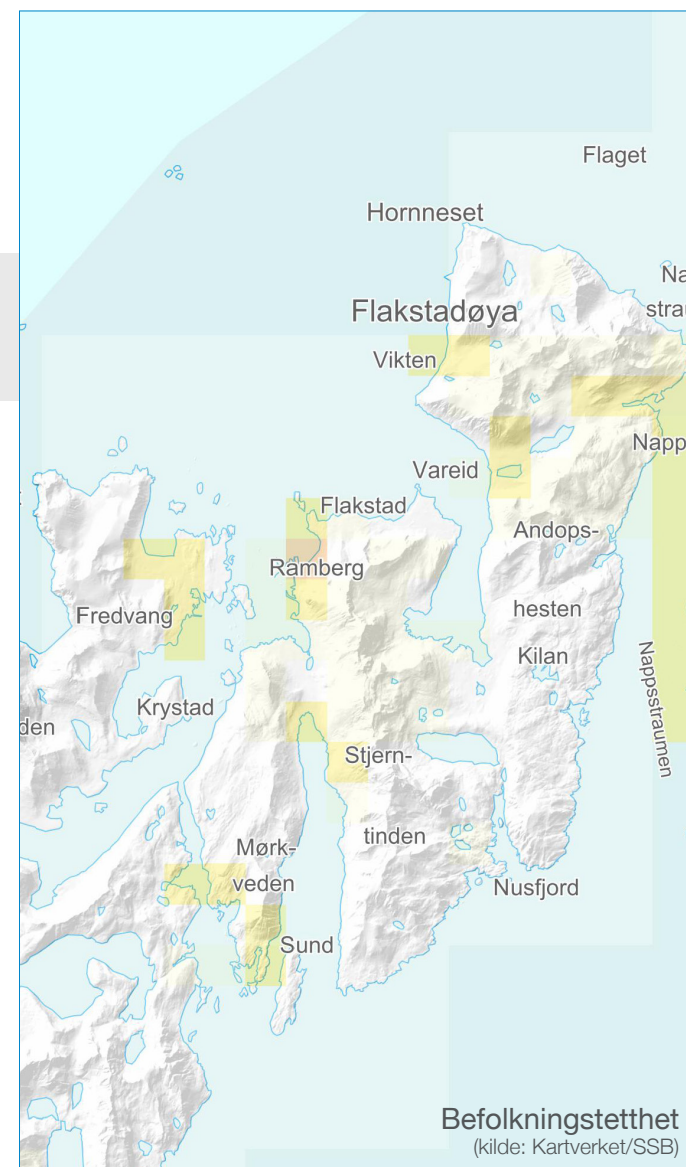 Flaget
Hornneset
Flakstadøya
Vikten
Vareid
Flakstad
Andops-
Ramberg
hesten
Fredvang
Kilan
Krystad
Nappsstraumen
Stjern-
tinden
Mørk-
veden
Nusfjord
Sund
Befolkningstetthet
(kilde: Kartverket/SSB)